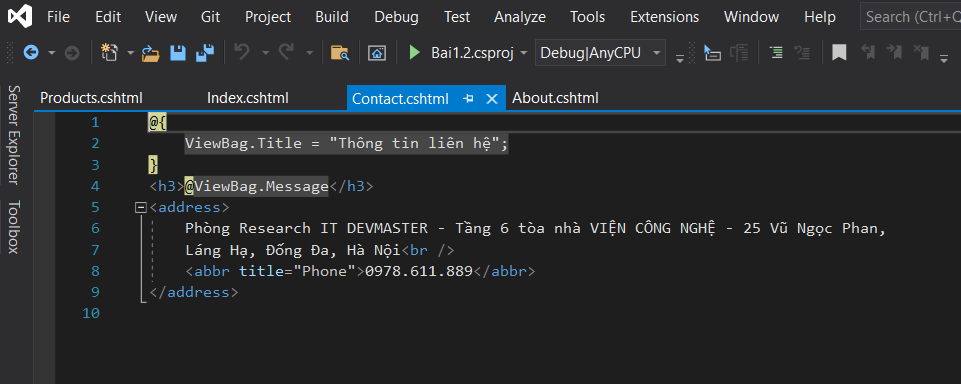 File Edit View Git Project Build Debug Test Analyze Tools Extensions Window Help Search (Ctrl+Q
Bai1.2.csproj Debug|AnyCPU
Server Explorer
Toolbox
Products.cshtml Index.cshtml Contact.cshtml About.cshtml
1 @{
2 ViewBag.Title = "Thông tin liên hệ";
3 }
4 <h3>@ViewBag.Message</h3>
5 <address>
6 Phòng Research IT DEVMASTER - Tầng 6 tòa nhà VIỆN CÔNG NGHỆ - 25 Vũ Ngọc Phan,
7 Láng Hạ, Đống Đa, Hà Nội<br />
8 <abbr title="Phone">0978.611.889</abbr>
9 </address>
10